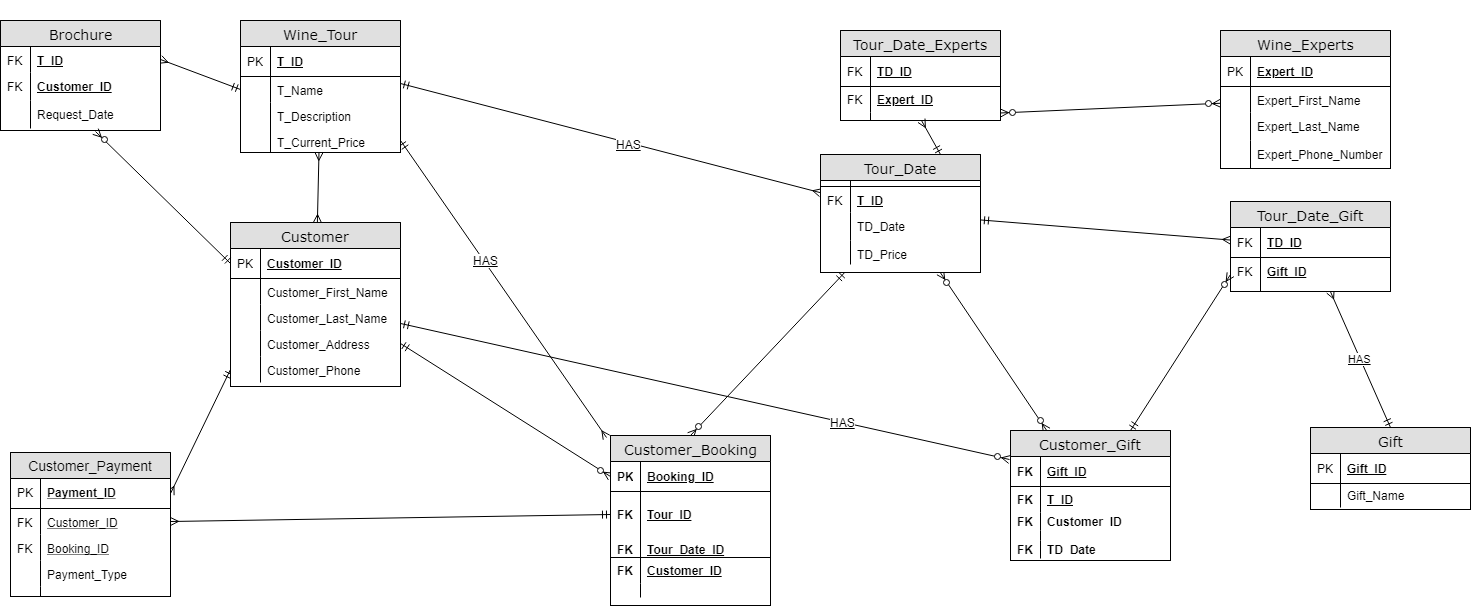 Brochure
FK T_ID
FK Customer_ID
Request_Date
Wine_Tour
PK T_ID
T_Name
T_Description
T_Current_Price
Tour_Date_Experts
FK TD_ID
FK Expert_ID
Wine_Experts
PK Expert_ID
Expert_First_Name
Expert_Last_Name
Expert_Phone_Number
HAS
Tour_Date
FK T_ID
TD_Date
TD_Price
Tour_Date_Gift
FK TD_ID
FK Gift_ID
Customer
PK Customer_ID
Customer_First_Name
Customer_Last_Name
Customer_Address
Customer_Phone
HAS
HAS
HAS
Customer_Payment
PK Payment_ID
FK Customer_ID
FK Booking_ID
Payment_Type
Customer_Booking
PK Booking_ID
FK Tour_ID
FK Tour_Date_ID
FK Customer_ID
Customer_Gift
FK Gift_ID
FK T_ID
FK Customer_ID
FK TD_Date
Gift
PK Gift_ID
Gift_Name